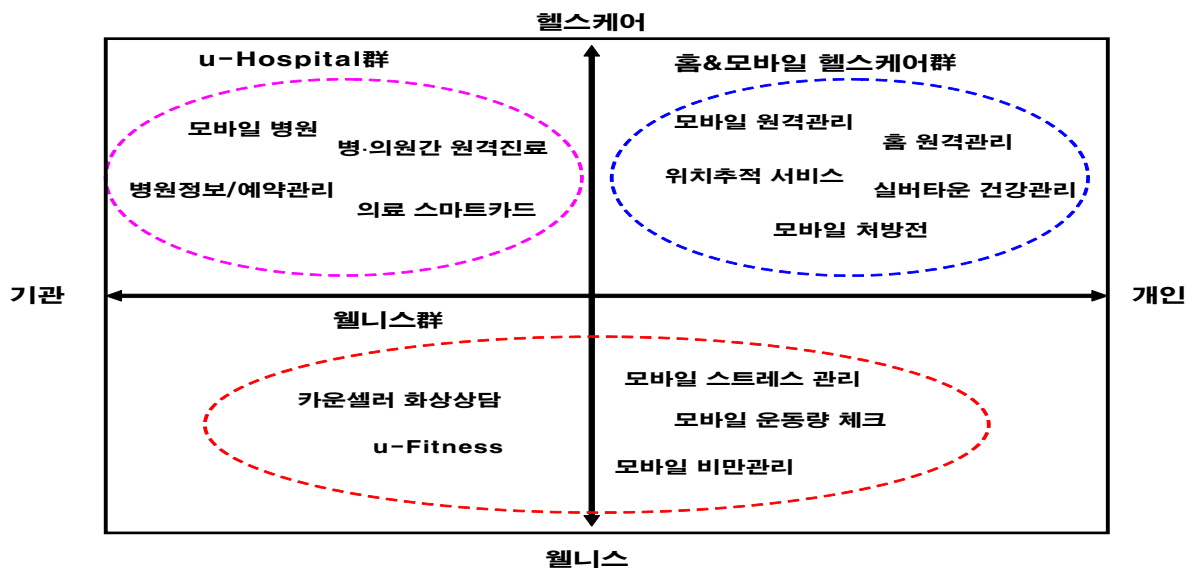 헬스케어
u-Hospital群
홈&모바일 헬스케어群
모바일 병원
병·의원간 원격진료
병원정보/예약관리
의료 스마트카드
모바일 원격관리
홈 원격관리
위치추적 서비스
실버타운 건강관리
모바일 처방전
기관
개인
웰니스群
카운셀러 화상상담
u-Fitness
모바일 스트레스 관리
모바일 운동량 체크
모바일 비만관리
웰니스